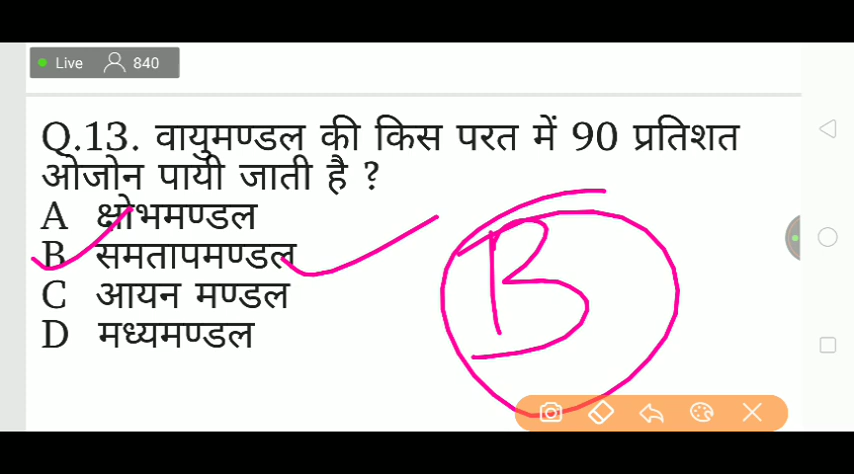 Live 840
Q.13. वायुमण्डल की किस परत में 90 प्रतिशत
ओजोन पायी जाती है ?
A क्षोभमण्डल
B समतापमण्डल
C आयन मण्डल
D मध्यमण्डल
B